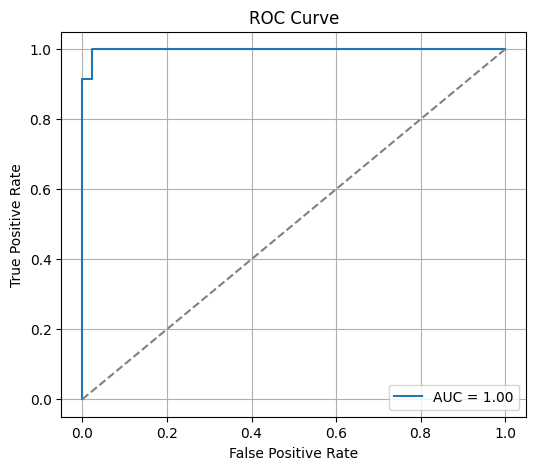 ROC Curve
1.0
0.8
0.6
0.4
0.2
0.0
True Positive Rate
AUC = 1.00
0.0 0.2 0.4 0.6 0.8 1.0
False Positive Rate